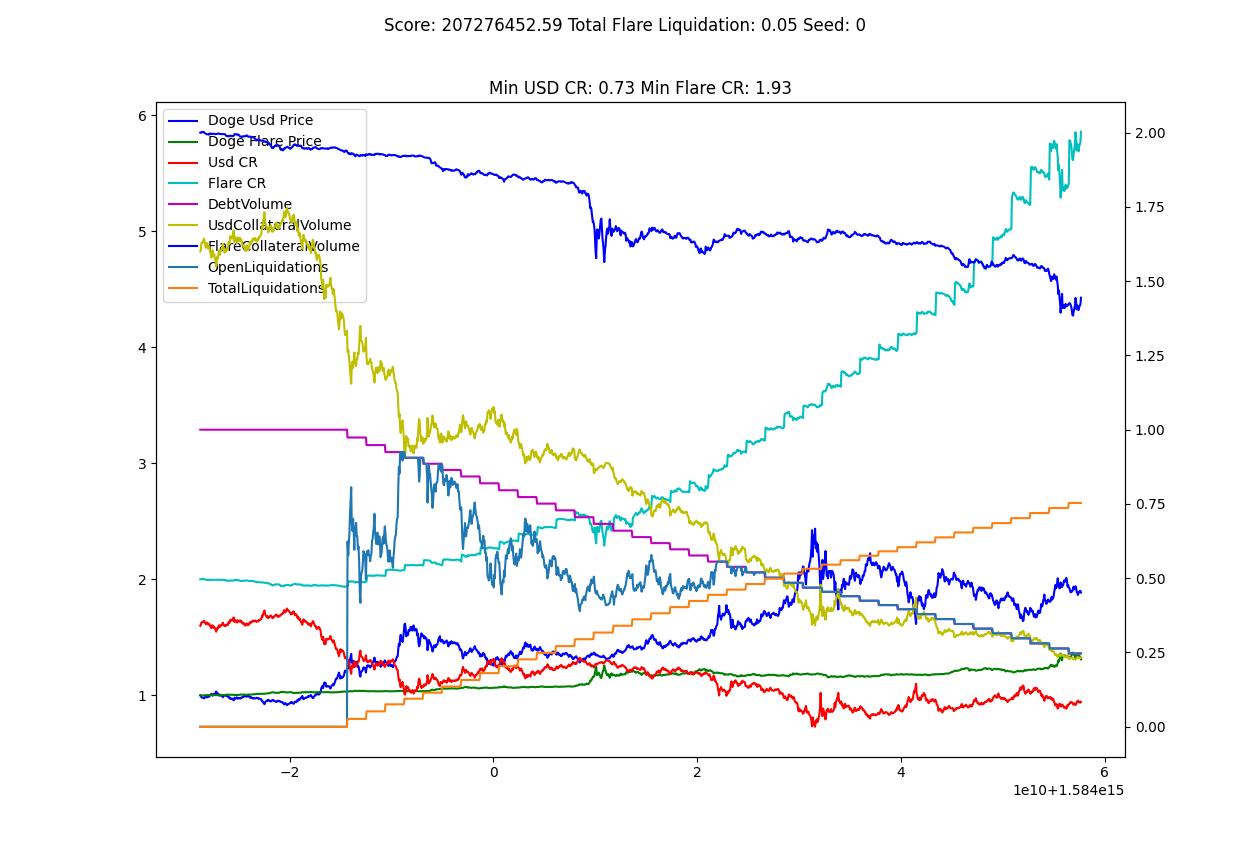 Score: 207276452.59 Total Flare Liquidation: 0.05 Seed: 0
Min USD CR: 0.73 Min Flare CR: 1.93
Doge Usd Price
Doge Flare Price
Usd CR
Flare CR
DebtVolume
UsdCollateralVolume
FlareCollateralVolume
OpenLiquidations
TotalLiquidations
6
5
4
3
2
1
2.00
1.75
1.50
1.25
1.00
0.75
0.50
0.25
0.00
−2
0
2
4
6
1e10+1.584e15